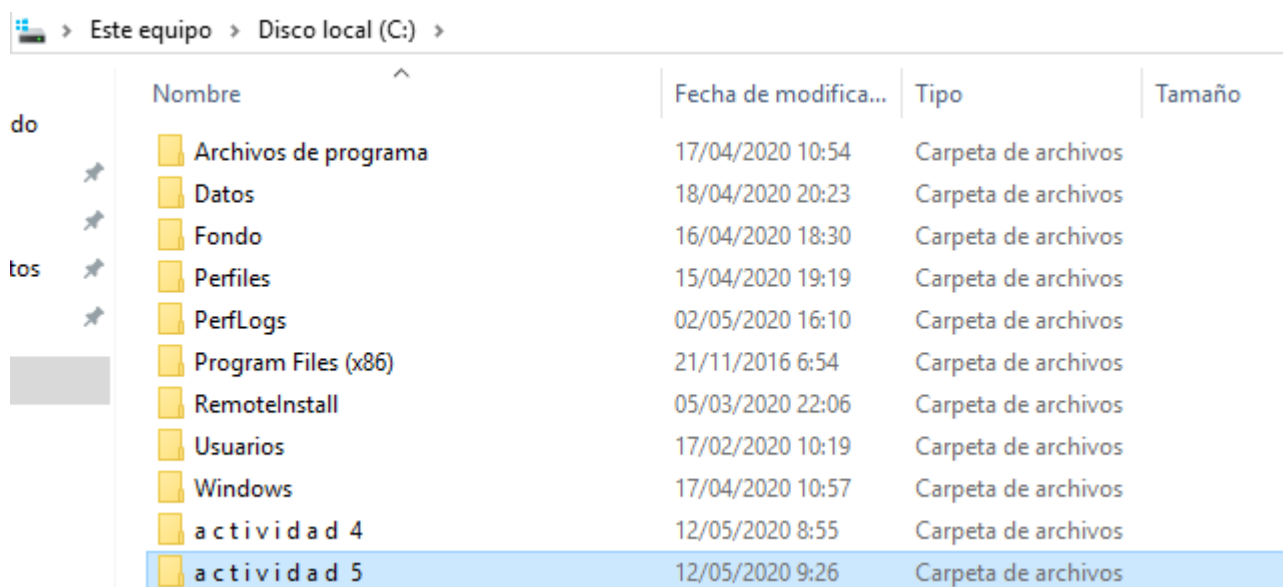 > Este equipo > Disco local (C:) >
Nombre Fecha de modifica... Tipo Tamaño
do
Archivos de programa 17/04/2020 10:54 Carpeta de archivos
Datos 18/04/2020 20:23 Carpeta de archivos
Fondo 16/04/2020 18:30 Carpeta de archivos
tos Perfiles 15/04/2020 19:19 Carpeta de archivos
PerfLogs 02/05/2020 16:10 Carpeta de archivos
Program Files (x86) 21/11/2016 6:54 Carpeta de archivos
RemoteInstall 05/03/2020 22:06 Carpeta de archivos
Usuarios 17/02/2020 10:19 Carpeta de archivos
Windows 17/04/2020 10:57 Carpeta de archivos
a c t i v i d a d 4 12/05/2020 8:55 Carpeta de archivos
a c t i v i d a d 5 12/05/2020 9:26 Carpeta de archivos